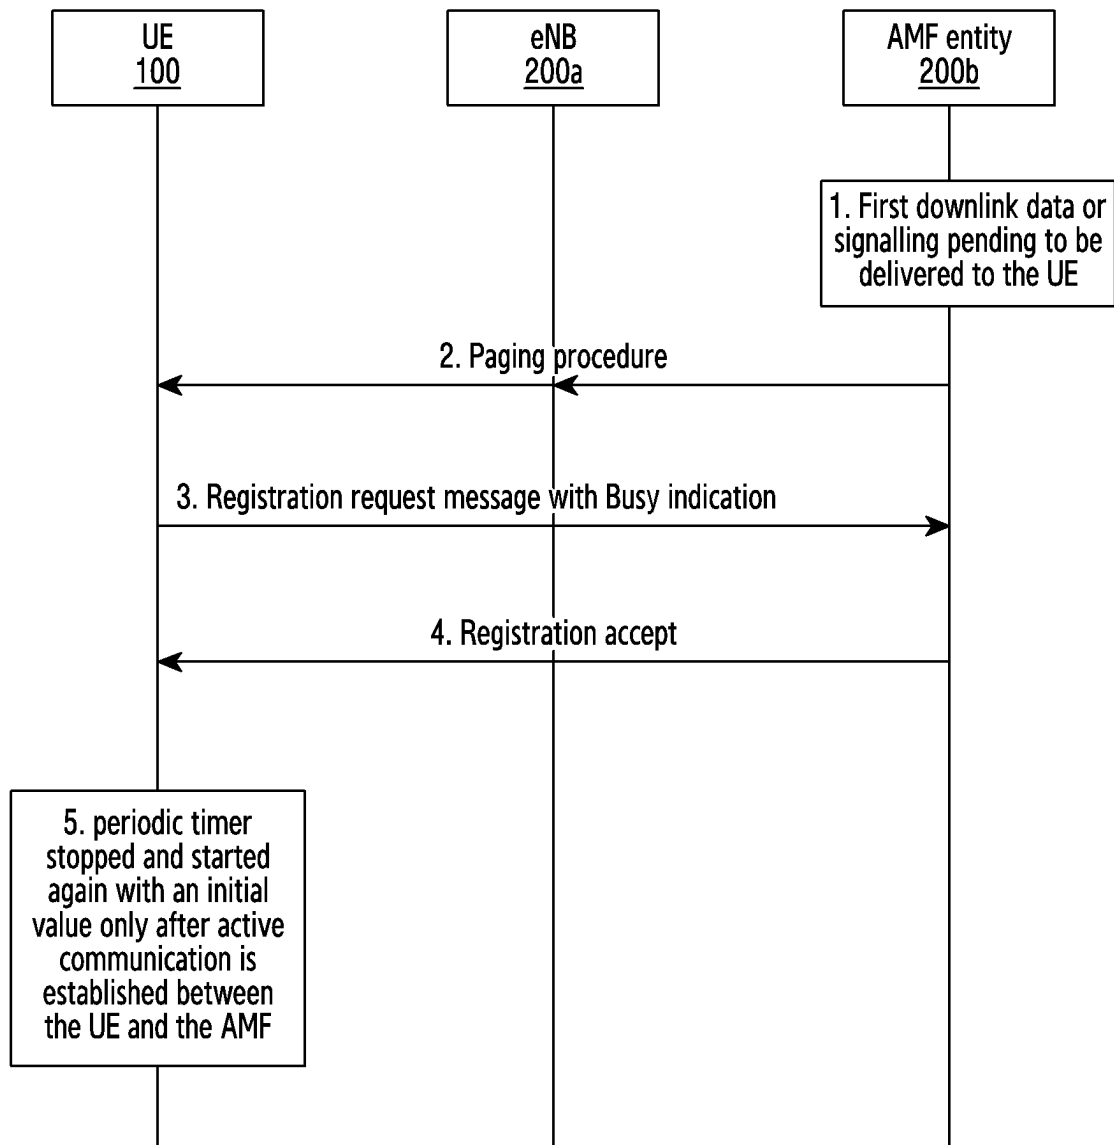 UE
100
eNB
200a
AMF entity
200b
1. First downlink data or
signalling pending to be
delivered to the UE
2. Paging procedure
3. Registration request message with Busy indication
4. Registration accept
5. periodic timer
stopped and started
again with an initial
value only after active
communication is
established between
the UE and the AMF